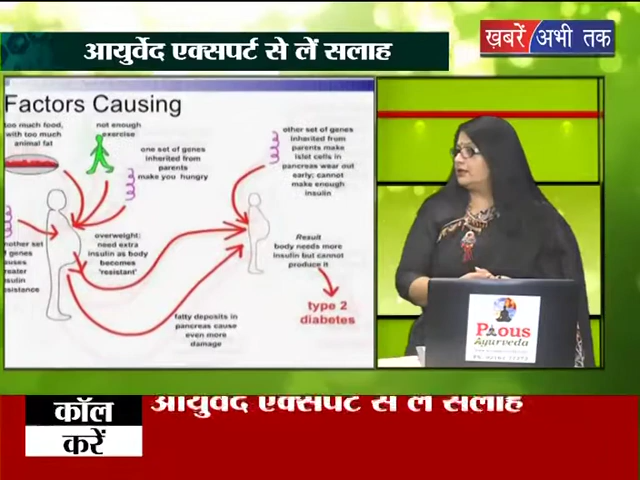 आयुर्वेद एक्सपर्ट से लें सलाह
ख़बरें अभी तक
Factors Causing
too much food,
with too much
animal fat
not enough
exercise
one set of genes
inherited from
parents
make you hungry
other set of genes
inherited from
parents make
islet cells in
pancreas wear out
early; cannot
make enough
insulin
nother set
f genes
auses
reater
nsulin
esistance
overweight:
need extra
insulin as body
becomes
'resistant'
Result
body needs more
insulin but cannot
produce it
type 2
diabetes
fatty deposits in
pancreas cause
even more
damage
Pious
Ayurveda
कॉल
करें
आयुर्वेद एक्सपर्ट से लें सलाह